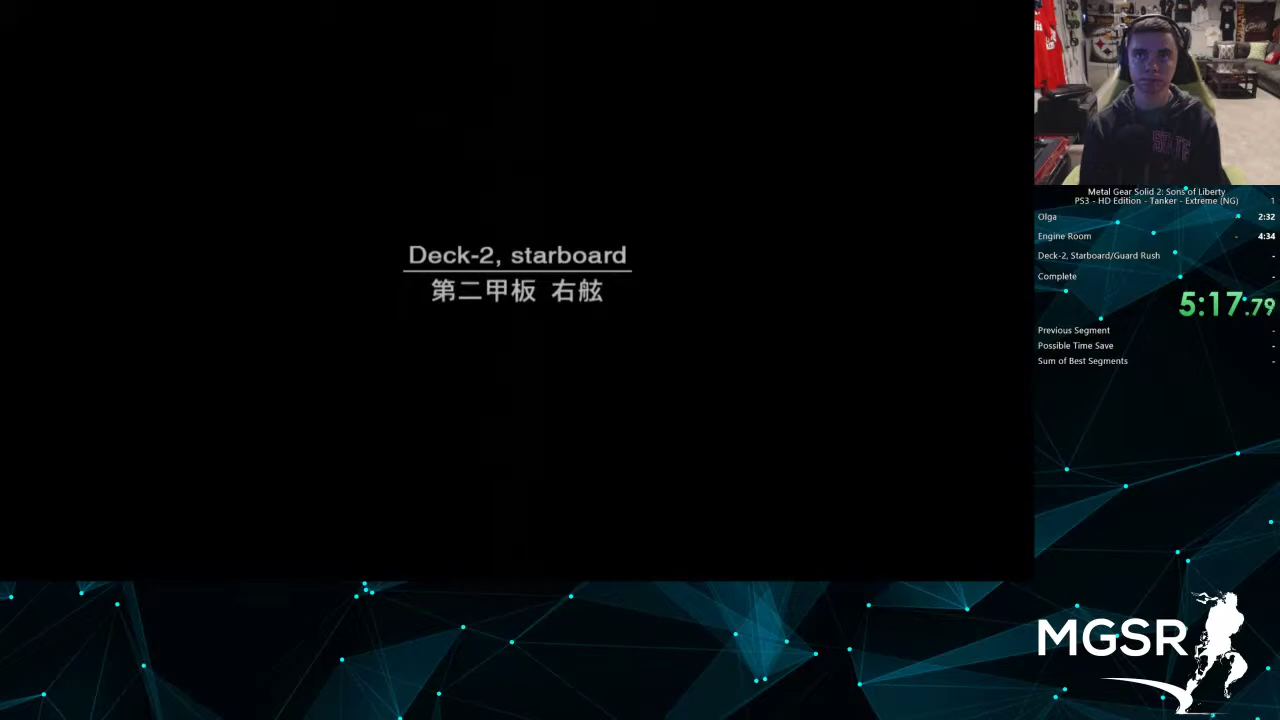 Deck-2, starboard
第二甲板 右舷
Metal Gear Solid 2: Sons of Liberty
PS3 - HD Edition - Tanker - Extreme (NG) 1
Olga 2:32
Engine Room - 4:34
Deck-2, Starboard/Guard Rush -
Complete -
5:17.79
Previous Segment -
Possible Time Save -
Sum of Best Segments -
MGSR
STATE